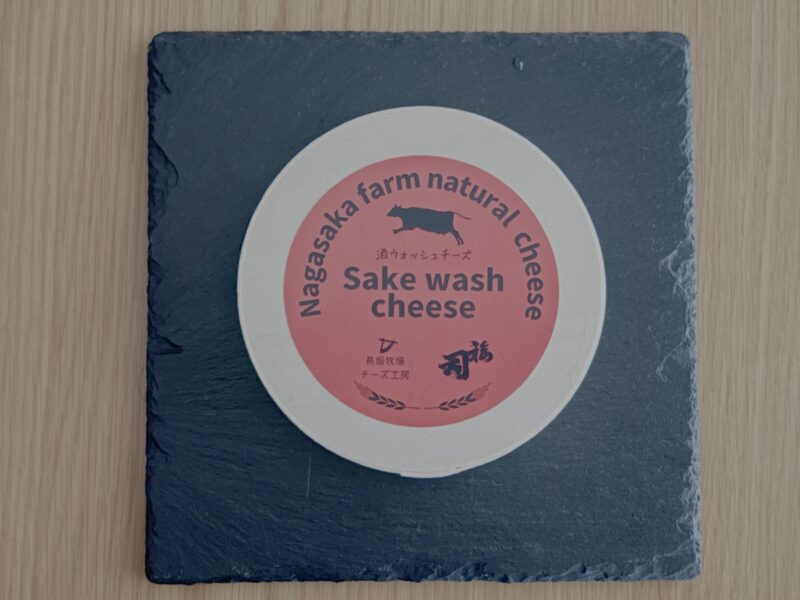 Nagasaka farm natural cheese
酒ウォッシュチーズ
Sake wash
cheese
長坂牧場
チーズ工房
福司